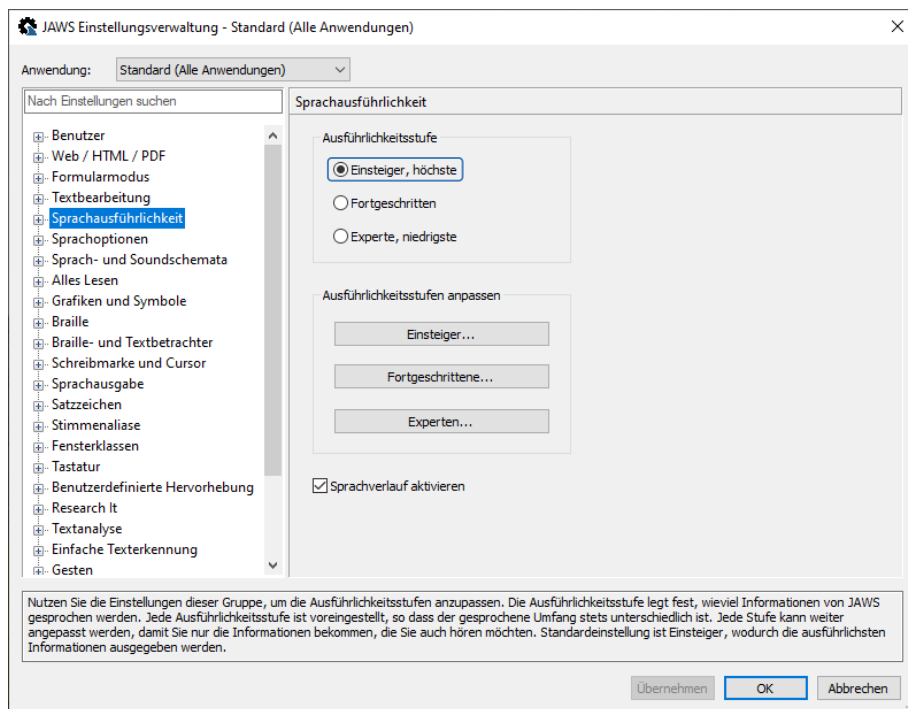 JAWS Einstellungsverwaltung - Standard (Alle Anwendungen)
Anwendung: Standard (Alle Anwendungen)
Nach Einstellungen suchen
Benutzer
Web / HTML / PDF
Formularmodus
Textbearbeitung
Sprachausführlichkeit
Sprachoptionen
Sprach- und Soundschemata
Alles Lesen
Grafiken und Symbole
Braille
Braille- und Textbetrachter
Schreibmarke und Cursor
Sprachausgabe
Satzzeichen
Stimmenaliase
Fensterklassen
Tastatur
Benutzerdefinierte Hervorhebung
Research It
Textanalyse
Einfache Texterkennung
Gesten
Sprachausführlichkeit
Ausführlichkeitsstufe
Einsteiger, höchste
Fortgeschritten
Experte, niedrigste
Ausführlichkeitsstufen anpassen
Einsteiger...
Fortgeschrittene...
Experten...
Sprachverlauf aktivieren
Nutzen Sie die Einstellungen dieser Gruppe, um die Ausführlichkeitsstufen anzupassen. Die Ausführlichkeitsstufe legt fest, wieviel Informationen von JAWS
gesprochen werden. Jede Ausführlichkeitsstufe ist voreingestellt, so dass der gesprochene Umfang stets unterschiedlich ist. Jede Stufe kann weiter
angepasst werden, damit Sie nur die Informationen bekommen, die Sie auch hören möchten. Standardeinstellung ist Einsteiger, wodurch die ausführlichsten
Informationen ausgegeben werden.
Übernehmen OK Abbrechen